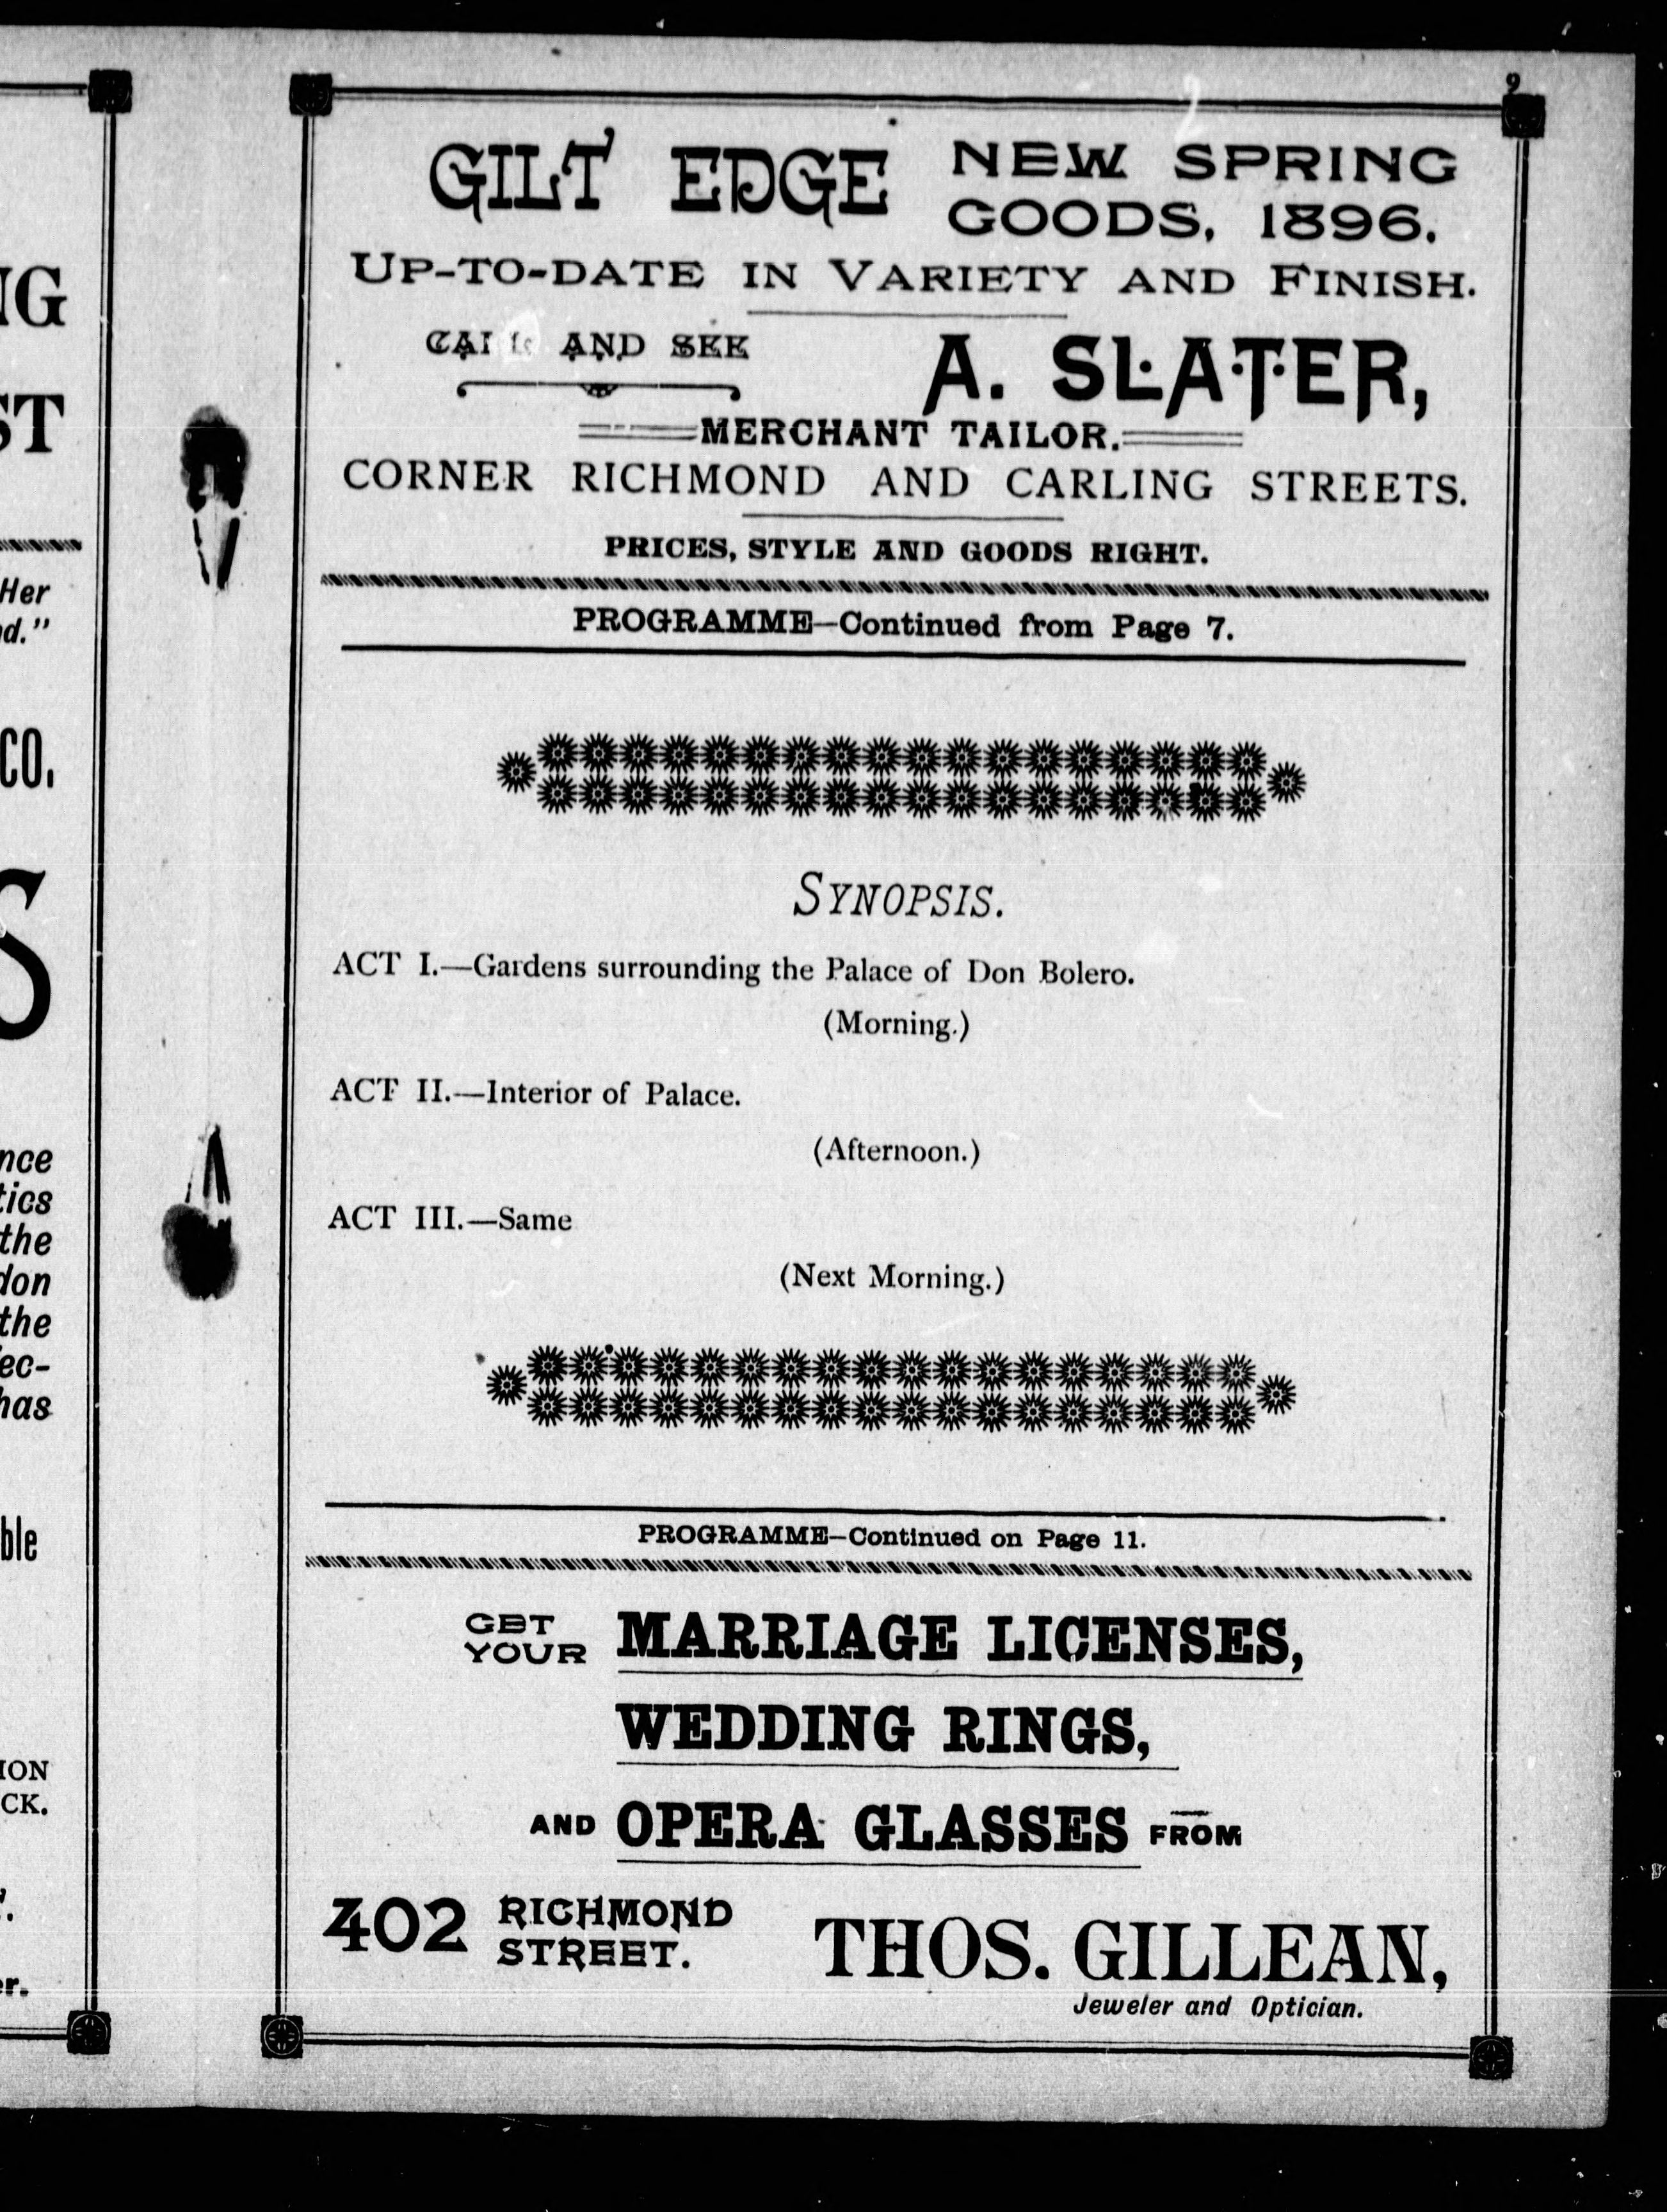 NG
ST
Her
d."
CO.
S
nce
tics
the
don
the
ec-
has
ble
ION
CK.
r.
9
GILT EDGE NEW SPRING
GOODS, 1896.
UP-TO-DATE IN VARIETY AND FINISH.
CALL AND SEE A. SLATER,
MERCHANT TAILOR.
CORNER RICHMOND AND CARLING STREETS.
PRICES, STYLE AND GOODS RIGHT.
PROGRAMME—Continued from Page 7.
SYNOPSIS.
ACT I.—Gardens surrounding the Palace of Don Bolero.
(Morning.)
ACT II.—Interior of Palace.
(Afternoon.)
ACT III.—Same
(Next Morning.)
PROGRAMME—Continued on Page 11.
GET
YOUR MARRIAGE LICENSES,
WEDDING RINGS,
AND OPERA GLASSES FROM
402 RICHMOND
STREET. THOS. GILLEAN,
Jeweler and Optician.